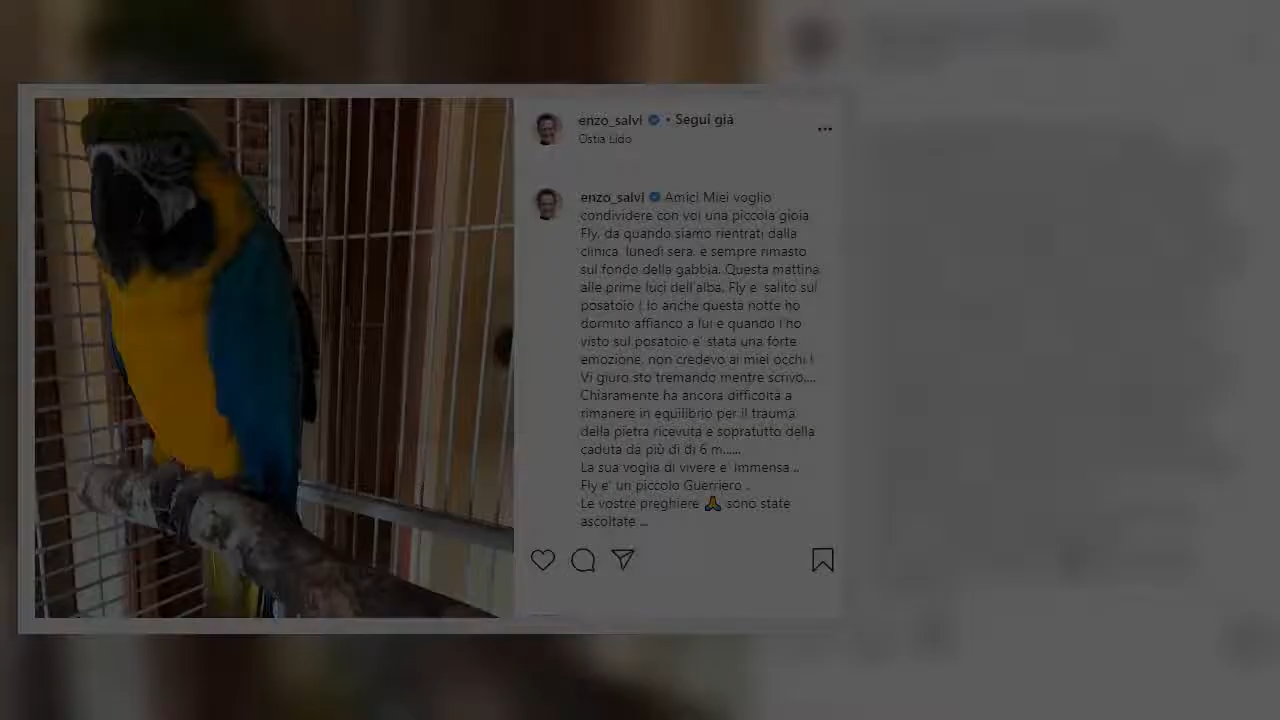 enzo_salvi • Segui già
Ostia Lido
enzo_salvi Amici Miei voglio
condividere con voi una piccola gioia
Fly, da quando siamo rientrati dalla
clinica lunedì sera, è sempre rimasto
sul fondo della gabbia. Questa mattina
alle prime luci dell'alba, Fly e' salito sul
posatoio ! Io anche questa notte ho
dormito affianco a lui e quando l'ho
visto sul posatoio e' stata una forte
emozione, non credevo ai miei occhi !
Vi giuro sto tremando mentre scrivo....
Chiaramente ha ancora difficoltà a
rimanere in equilibrio per il trauma
della pietra ricevuta e sopratutto della
caduta da più di di 6 m......
La sua voglia di vivere e' immensa ..
Fly e' un piccolo Guerriero .
Le vostre preghiere 🙏 sono state
ascoltate ...